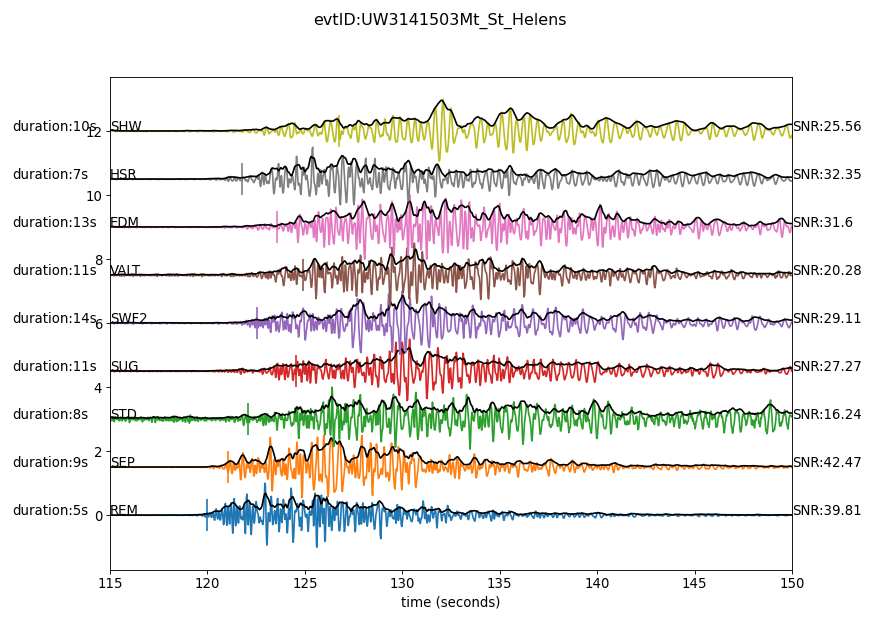 evtID:UW3141503Mt_St_Helens
duration:10s SHW SNR:25.56
12
duration:7s HSR SNR:32.35
10
duration:13s EDM SNR:31.6
8
duration:11s VALT SNR:20.28
duration:14s SWF2 SNR:29.11
6
duration:11s SUG SNR:27.27
4
duration:8s STD SNR:16.24
2
duration:9s SEP SNR:42.47
duration:5s REM SNR:39.81
0
115 120 125 130 135 140 145 150
time (seconds)